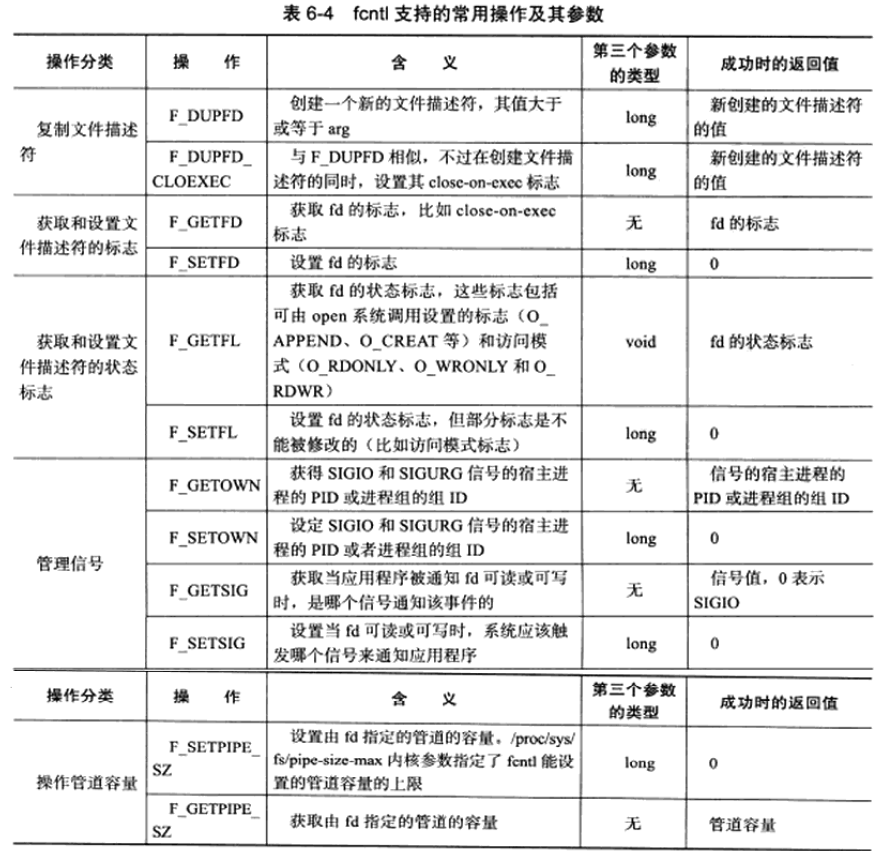 表 6-4 fcntl 支持的常用操作及其参数
操作分类 操 作 含 义 第三个参数的类型 成功时的返回值
复制文件描述符
F_DUPFD
创建一个新的文件描述符，其值大于
或等于 arg
long
新创建的文件描述符
的值
F_DUPFD_
CLOEXEC
与 F_DUPFD 相似，不过在创建文件描
述符的同时，设置其 close-on-exec 标志
long
新创建的文件描述符
的值
获取和设置文
件描述符的标志
F_GETFD
获取 fd 的标志，比如 close-on-exec
标志
无
fd 的标志
F_SETFD
设置 fd 的标志
long
0
获取和设置文
件描述符的状态
标志
F_GETFL
获取 fd 的状态标志，这些标志包括
可由 open 系统调用设置的标志（O_
APPEND、O_CREAT 等）和访问模
式（O_RDONLY、O_WRONLY 和 O_
RDWR）
void
fd 的状态标志
F_SETFL
设置 fd 的状态标志，但部分标志是不
能被修改的（比如访问模式标志）
long
0
管理信号
F_GETOWN
获得 SIGIO 和 SIGURG 信号的宿主进
程的 PID 或进程组的组 ID
无
信号的宿主进程的
PID 或进程组的组 ID
F_SETOWN
设定 SIGIO 和 SIGURG 信号的宿主进
程的 PID 或者进程组的组 ID
long
0
F_GETSIG
获取当应用程序被通知 fd 可读或可写
时，是哪个信号通知该事件的
无
信号值，0 表示
SIGIO
F_SETSIG
设置当 fd 可读或可写时，系统应该触
发哪个信号来通知应用程序
long
0
操作分类 操 作 含 义 第三个参数的类型 成功时的返回值
操作管道容量
F_SETPIPE_
SZ
设置由 fd 指定的管道的容量。/proc/sys/
fs/pipe-size-max 内核参数指定了 fcntl 能设
置的管道容量的上限
long
0
F_GETPIPE_
SZ
获取由 fd 指定的管道的容量
无
管道容量